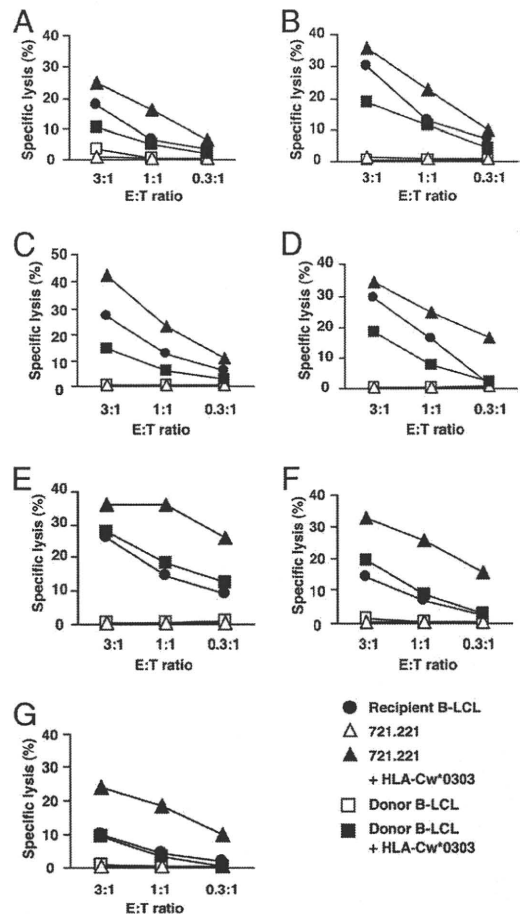 A
B
Specific lysis (%)
40
30
20
10
0
3:1 1:1 0.3:1
E:T ratio
Specific lysis (%)
40
30
20
10
0
3:1 1:1 0.3:1
E:T ratio
C
D
Specific lysis (%)
50
40
30
20
10
0
3:1 1:1 0.3:1
E:T ratio
Specific lysis (%)
40
30
20
10
0
3:1 1:1 0.3:1
E:T ratio
E
F
Specific lysis (%)
40
30
20
10
0
3:1 1:1 0.3:1
E:T ratio
Specific lysis (%)
40
30
20
10
0
3:1 1:1 0.3:1
E:T ratio
G
Specific lysis (%)
40
30
20
10
0
3:1 1:1 0.3:1
E:T ratio
Recipient B-LCL
721.221
721.221
+ HLA-Cw*0303
Donor B-LCL
Donor B-LCL
+ HLA-Cw*0303